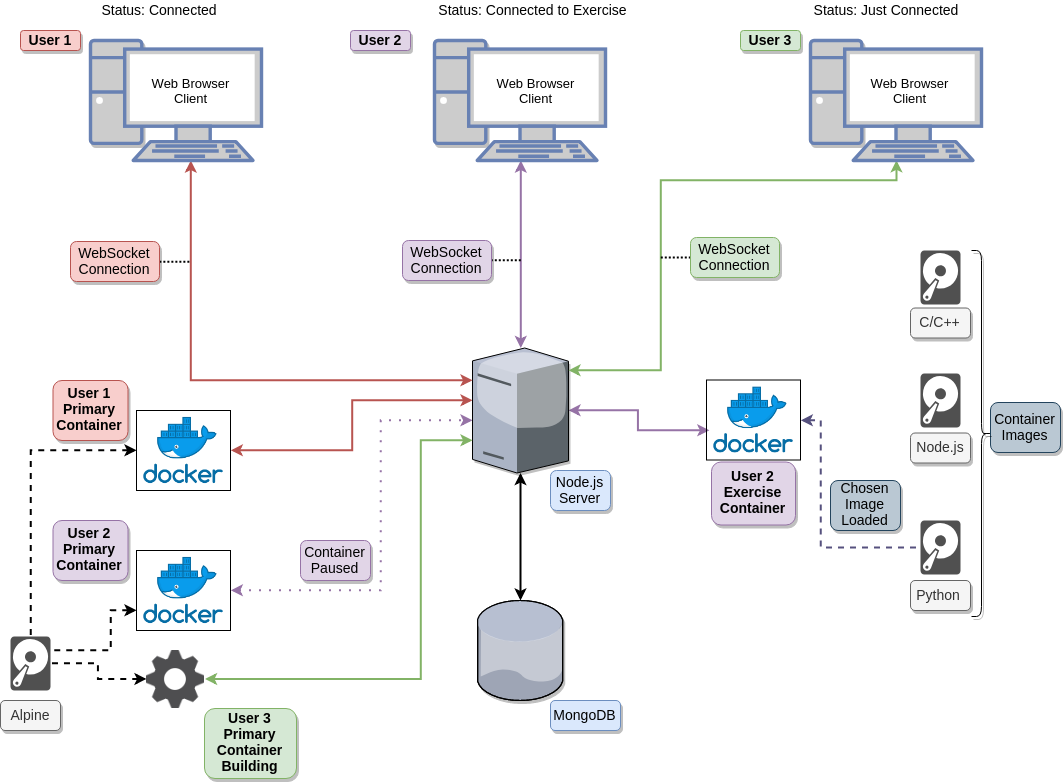 Status: Connected
Status: Connected to Exercise
Status: Just Connected
User 1
User 2
User 3
Web Browser
Client
Web Browser
Client
Web Browser
Client
WebSocket
Connection
WebSocket
Connection
WebSocket
Connection
C/C++
User 1
Primary
Container
docker
docker
Container
Images
Node.js
Node.js
Server
User 2
Exercise
Container
Chosen
Image
Loaded
User 2
Primary
Container
docker
Container
Paused
Python
Alpine
MongoDB
User 3
Primary
Container
Building